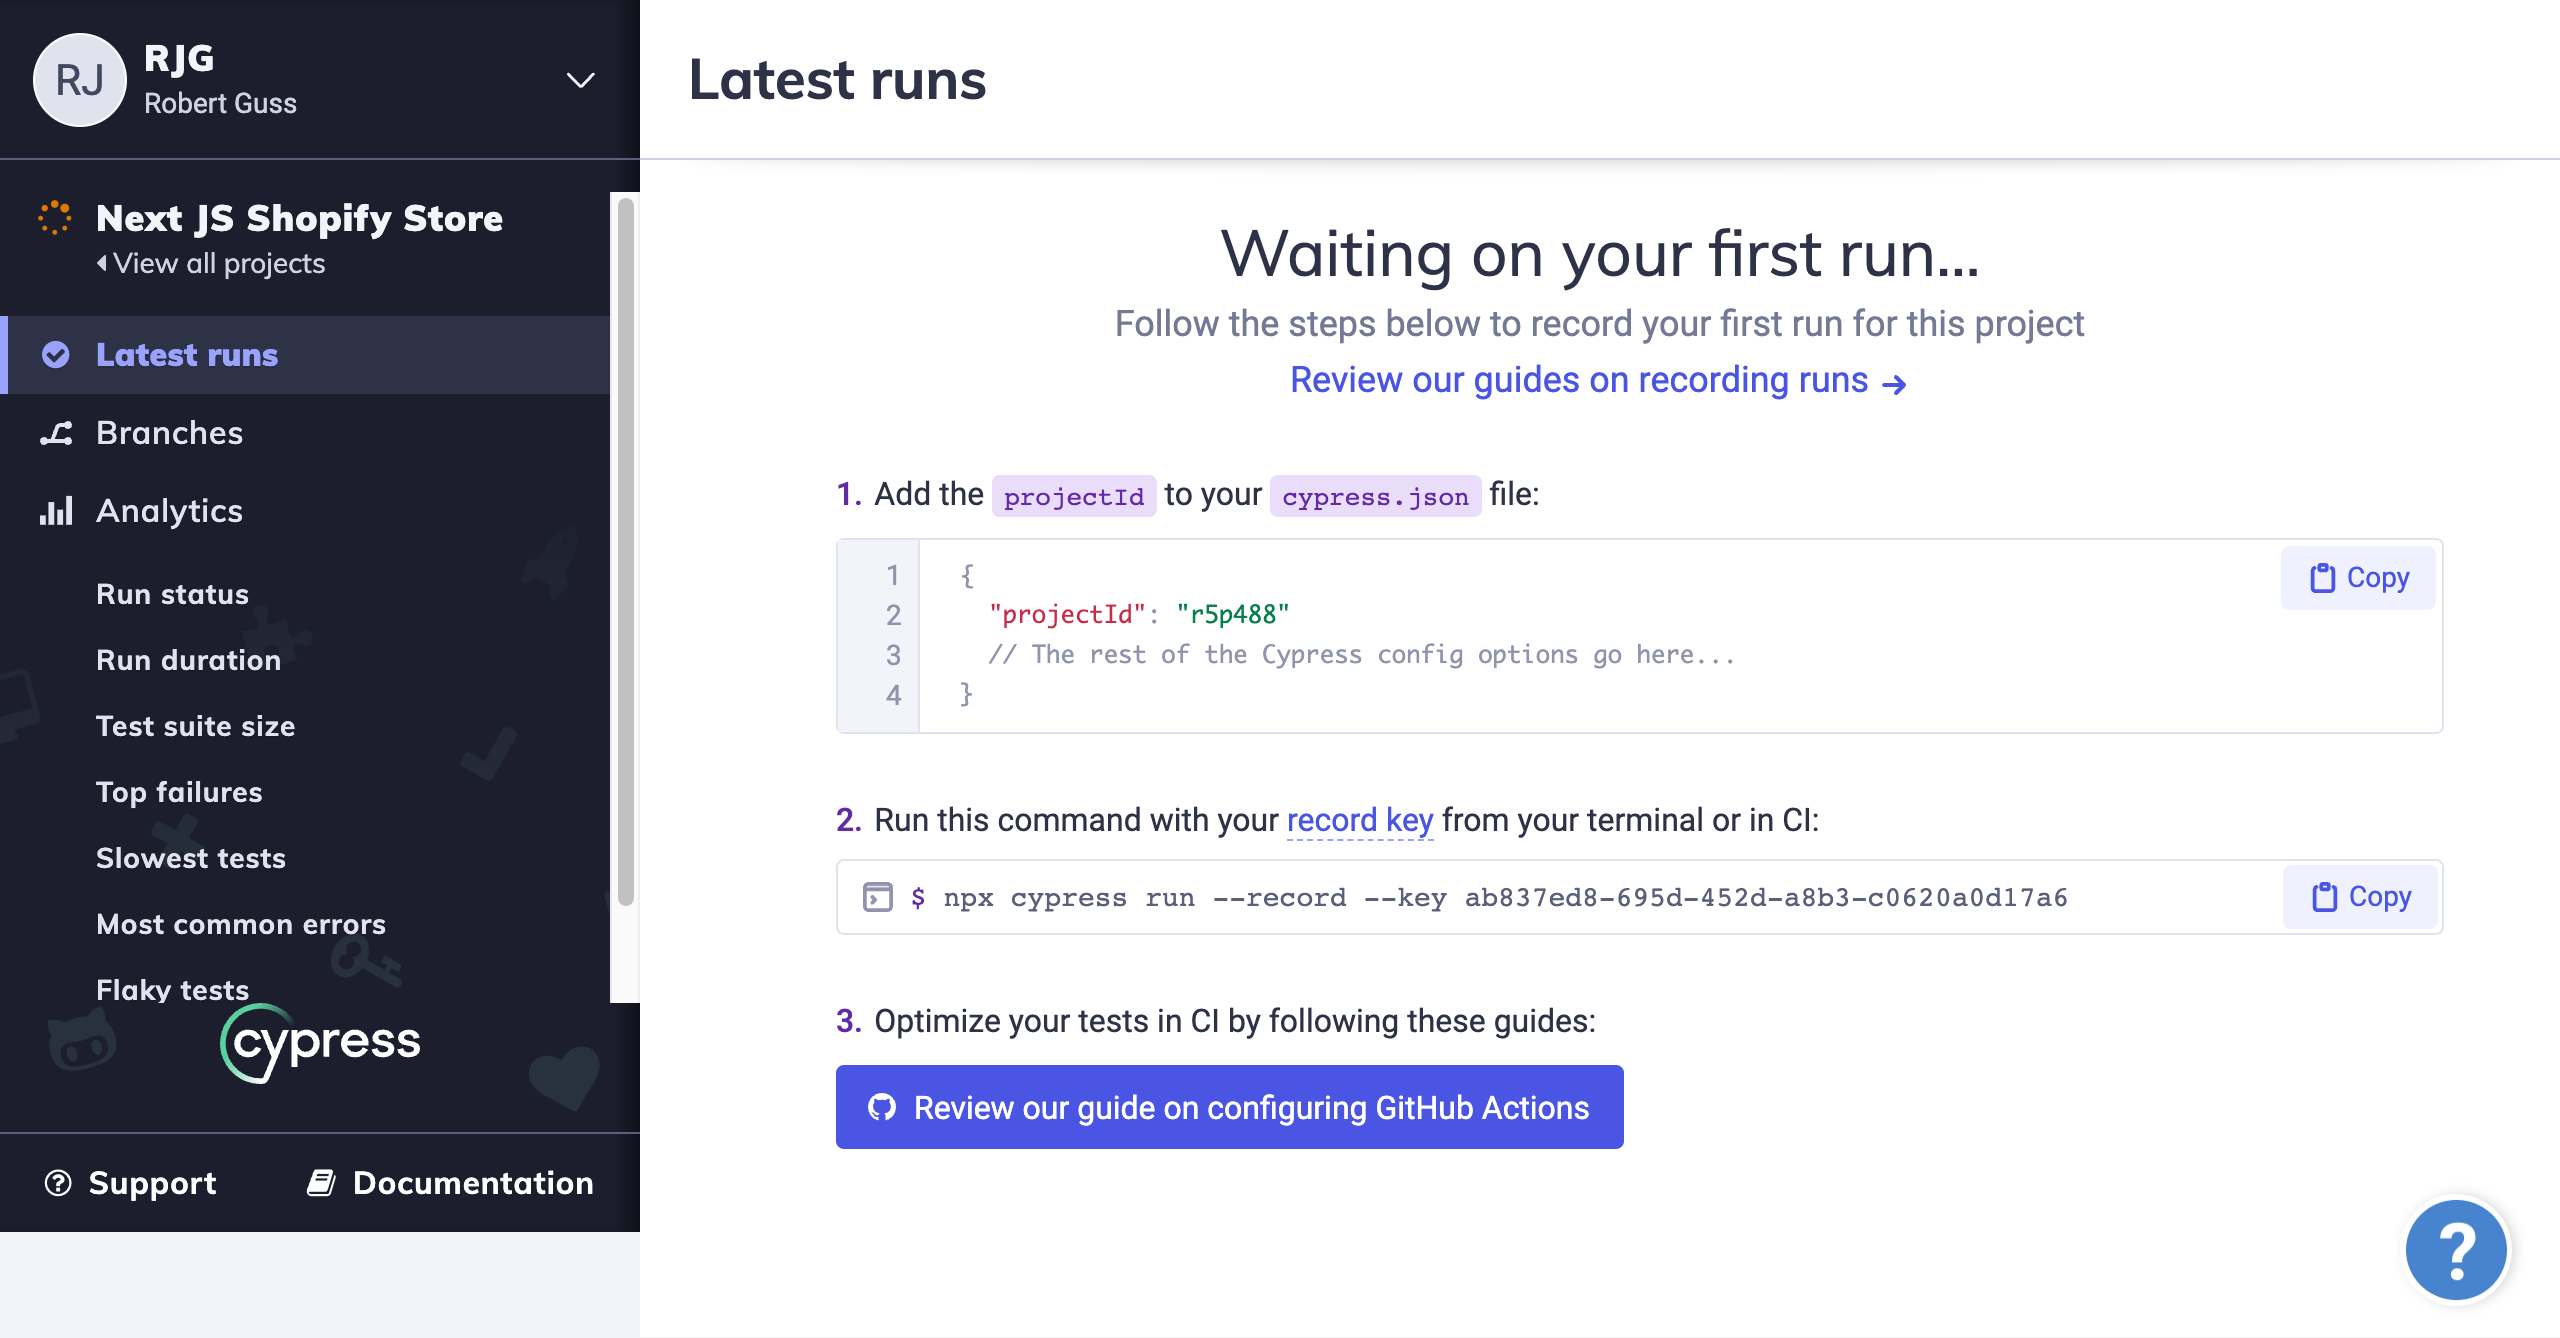 RJ
RJG
Robert Guss
Next JS Shopify Store
View all projects
Latest runs
Branches
Analytics
Run status
Run duration
Test suite size
Top failures
Slowest tests
Most common errors
Flaky tests
cypress
Support
Documentation
Latest runs
Waiting on your first run...
Follow the steps below to record your first run for this project
Review our guides on recording runs →
1. Add the projectId to your cypress.json file:
1 {
2 "projectId": "r5p488"
3 // The rest of the Cypress config options go here...
4 }
Copy
2. Run this command with your record key from your terminal or in CI:
$ npx cypress run --record --key ab837ed8-695d-452d-a8b3-c0620a0d17a6
Copy
3. Optimize your tests in CI by following these guides:
Review our guide on configuring GitHub Actions
?